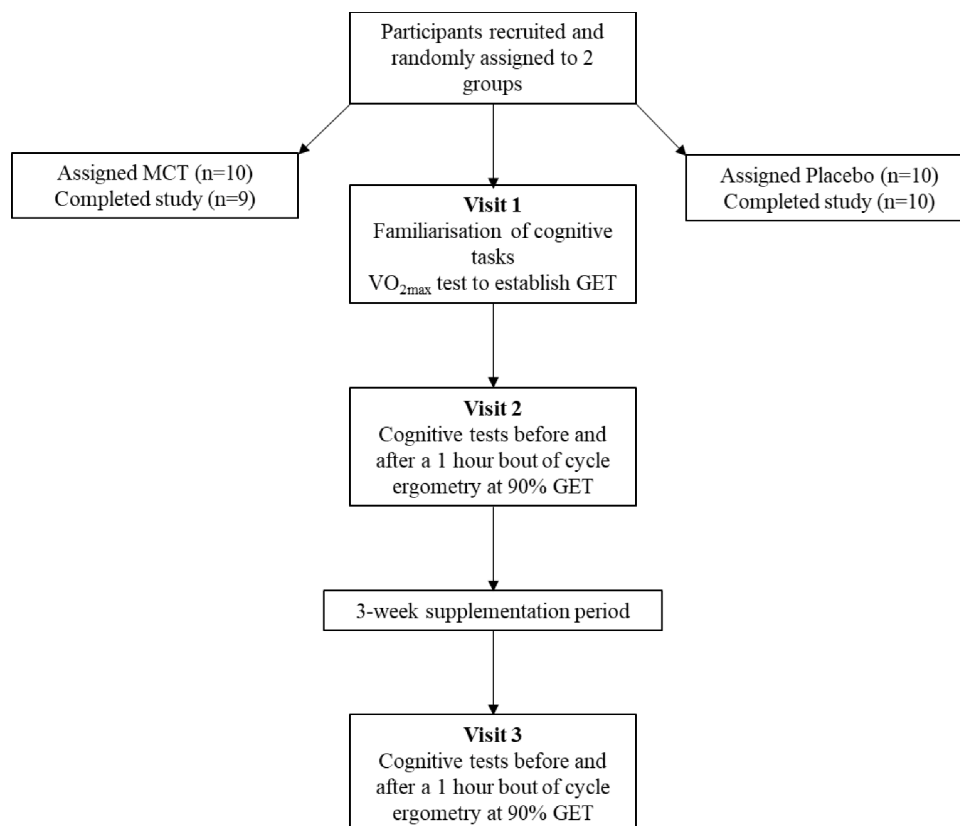 Participants recruited and
randomly assigned to 2
groups
Assigned MCT (n=10)
Completed study (n=9)
Assigned Placebo (n=10)
Completed study (n=10)
Visit 1
Familiarisation of cognitive
tasks
VO₂max test to establish GET
Visit 2
Cognitive tests before and
after a 1 hour bout of cycle
ergometry at 90% GET
3-week supplementation period
Visit 3
Cognitive tests before and
after a 1 hour bout of cycle
ergometry at 90% GET